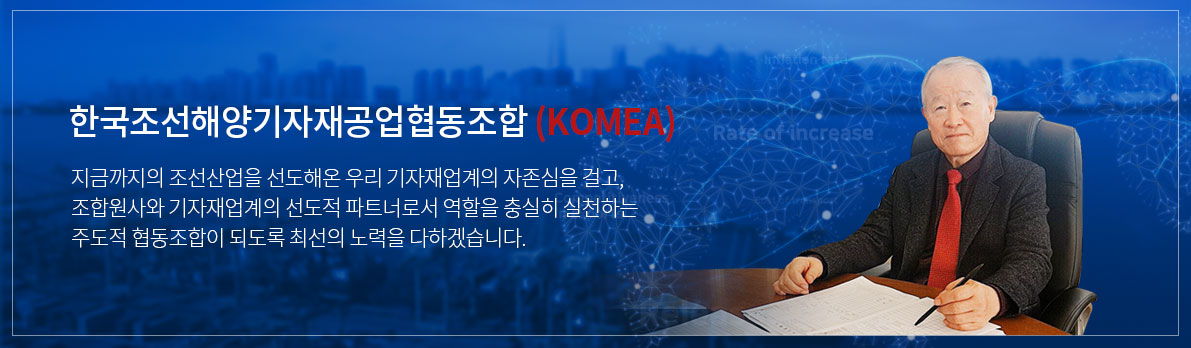 한국조선해양기자재공업협동조합 (KOMEA)
지금까지의 조선산업을 선도해온 우리 기자재업계의 자존심을 걸고,
조합원사와 기자재업계의 선도적 파트너로서 역할을 충실히 실천하는
주도적 협동조합이 되도록 최선의 노력을 다하겠습니다.
Rate of increase